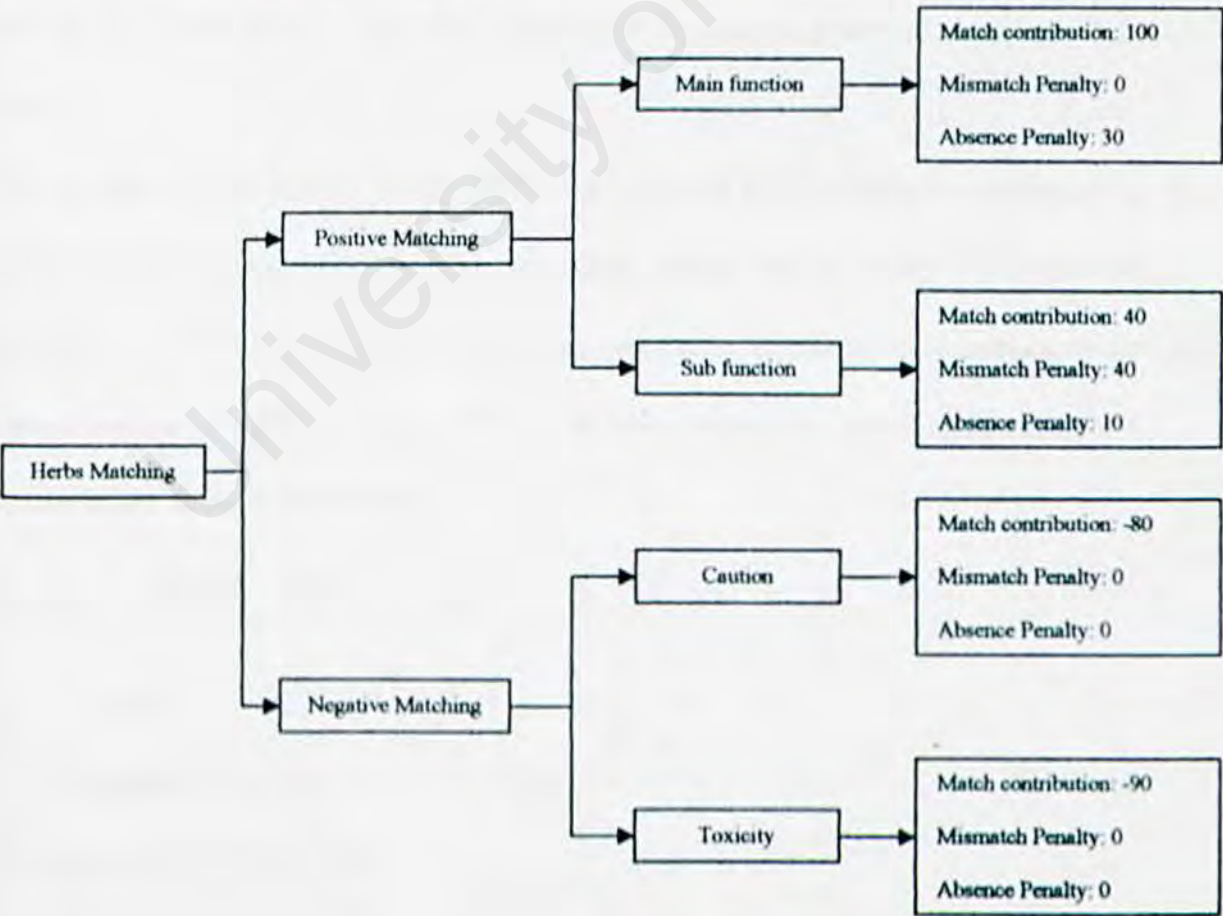 Match contribution: 100
Mismatch Penalty: 0
Absence Penalty: 30
Main function
Positive Matching
Match contribution: 40
Mismatch Penalty: 40
Absence Penalty: 10
Sub function
Herbs Matching
Match contribution: -80
Mismatch Penalty: 0
Absence Penalty: 0
Caution
Negative Matching
Match contribution: -90
Mismatch Penalty: 0
Absence Penalty: 0
Toxicity
University of